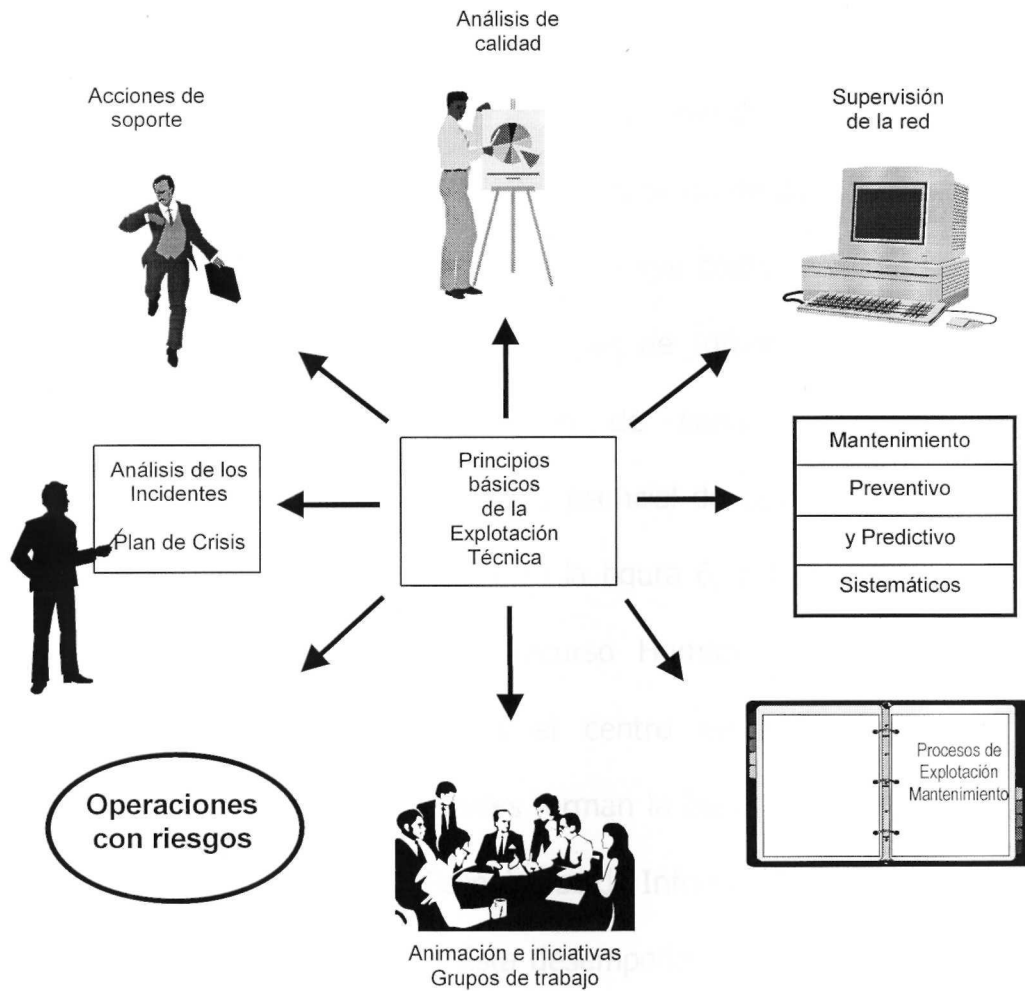 Análisis de
calidad
Acciones de
soporte
Supervisión
de la red
Principios
básicos
de la
Explotación
Técnica
Análisis de los
Incidentes
Plan de Crisis
Mantenimiento
Preventivo
y Predictivo
Sistemáticos
Operaciones
con riesgos
Procesos de
Explotación
Mantenimiento
Animación e iniciativas
Grupos de trabajo